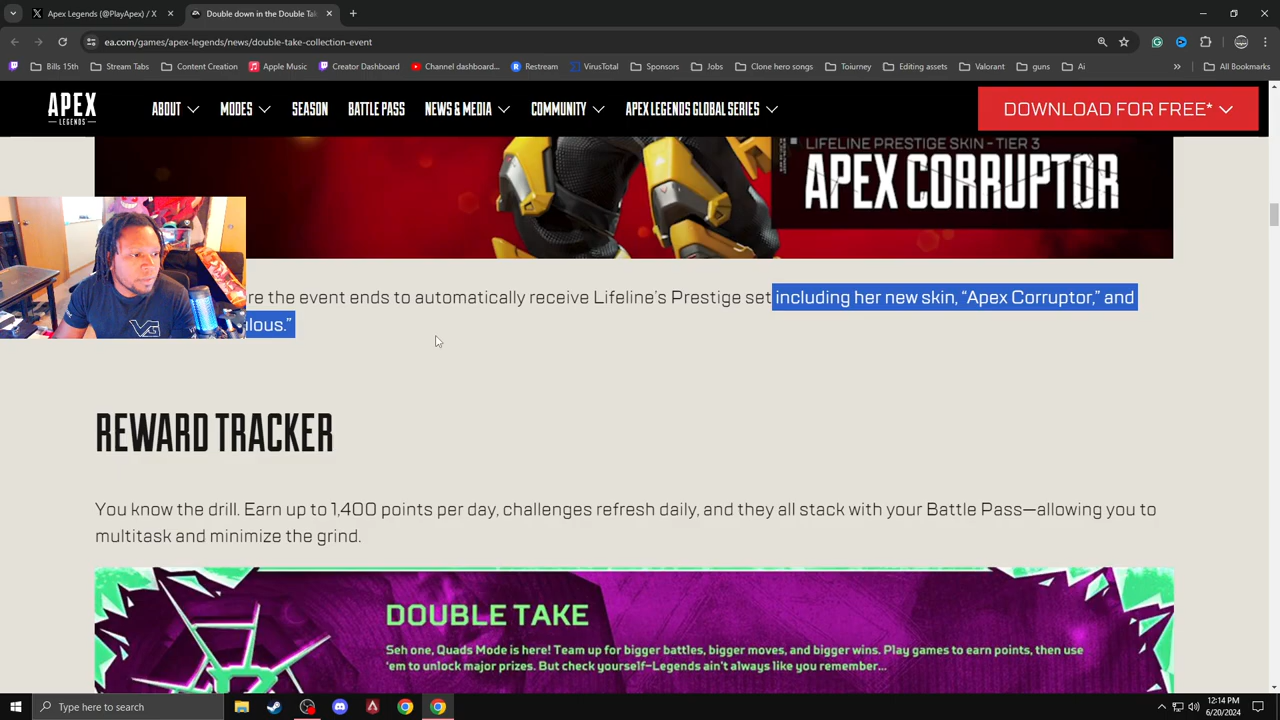 Apex Legends (@PlayApex) / X
Double down in the Double Ta
ea.com/games/apex-legends/news/double-take-collection-event
Bills 15th
Stream Tabs
Content Creation
Apple Music
Creator Dashboard
Channel dashboard...
Restream
VirusTotal
Sponsors
Jobs
Clone hero songs
Toiurney
Editing assets
Valorant
guns
Ai
All Bookmarks
APEX
LEGENDS
ABOUT
MODES
SEASON
BATTLE PASS
NEWS & MEDIA
COMMUNITY
APEX LEGENDS GLOBAL SERIES
DOWNLOAD FOR FREE*
LIFELINE PRESTIGE SKIN - TIER 3
APEX CORRUPTOR
re the event ends to automatically receive Lifeline's Prestige set including her new skin, “Apex Corruptor,” and
lous.”
REWARD TRACKER
You know the drill. Earn up to 1,400 points per day, challenges refresh daily, and they all stack with your Battle Pass—allowing you to
multitask and minimize the grind.
DOUBLE TAKE
Seh one, Quads Mode is here! Team up for bigger battles, bigger moves, and bigger wins. Play games to earn points, then use
'em to unlock major prizes. But check yourself-Legends ain't always like you remember...
Type here to search
12:14 PM
6/20/2024